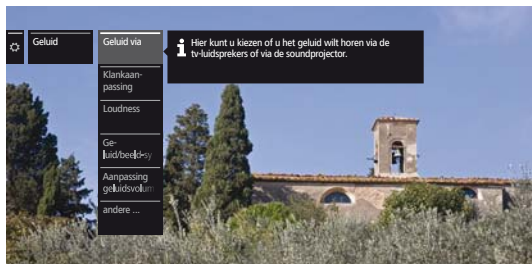 Geluid
Geluid via
Hier kunt u kiezen of u het geluid wilt horen via de
tv-luidsprekers of via de soundprojector.
Klankaan-
passing
Loudness
Ge-
luid/beeld-sy
Aanpassing
geluidsvolum
andere ...